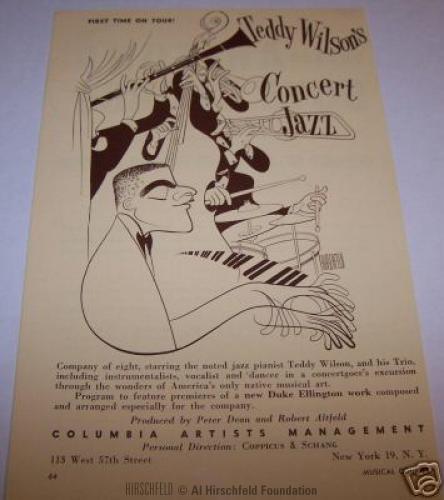 FIRST TIME ON TOUR!
Teddy Wilson's
Concert
Jazz
HIRSCHFELD
Company of eight, starring the noted jazz pianist Teddy Wilson, and his Trio,
including instrumentalists, vocalist and dancer in a concertgoer's excursion
through the wonders of America's only native musical art.
Program to feature premieres of a new Duke Ellington work composed
and arranged especially for the company.
Produced by Peter Dean and Robert Altfeld
COLUMBIA ARTISTS MANAGEMENT
Personal Direction: COPPICUS & SCHANG
113 West 57th Street New York 19, N. Y.
64 MUSICAL
HIRSCHFELD © Al Hirschfeld Foundation